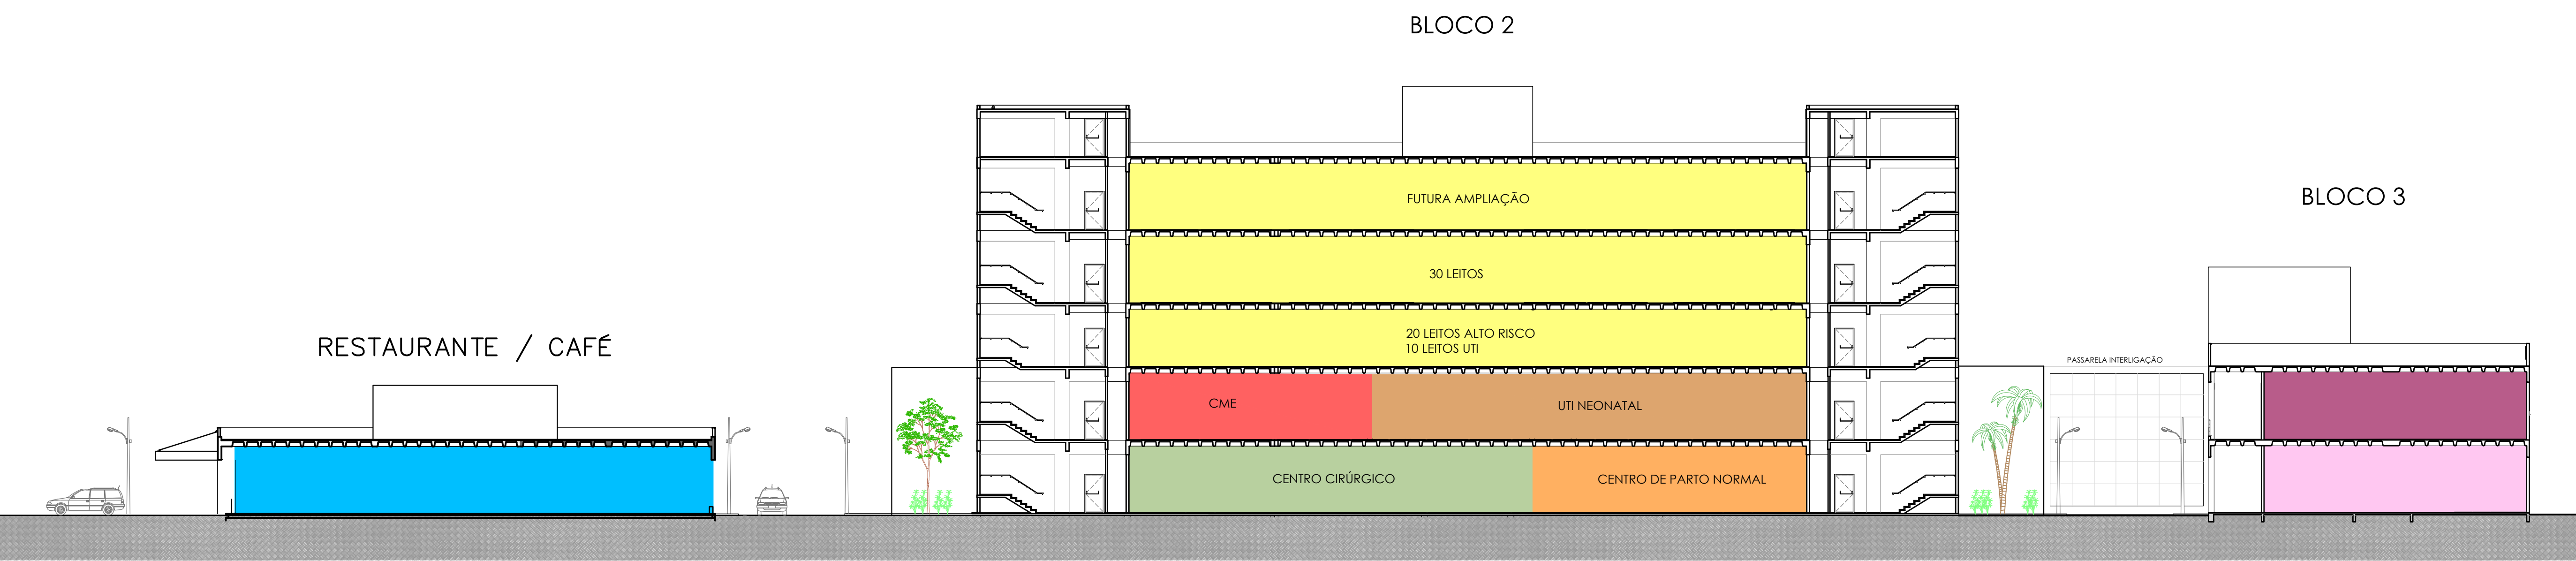 BLOCO 2
BLOCO 3
FUTURA AMPLIAÇÃO
30 LEITOS
20 LEITOS ALTO RISCO
10 LEITOS UTI
RESTAURANTE / CAFÉ
PASSARELA INTERLIGAÇÃO
CME
UTI NEONATAL
CENTRO CIRÚRGICO
CENTRO DE PARTO NORMAL